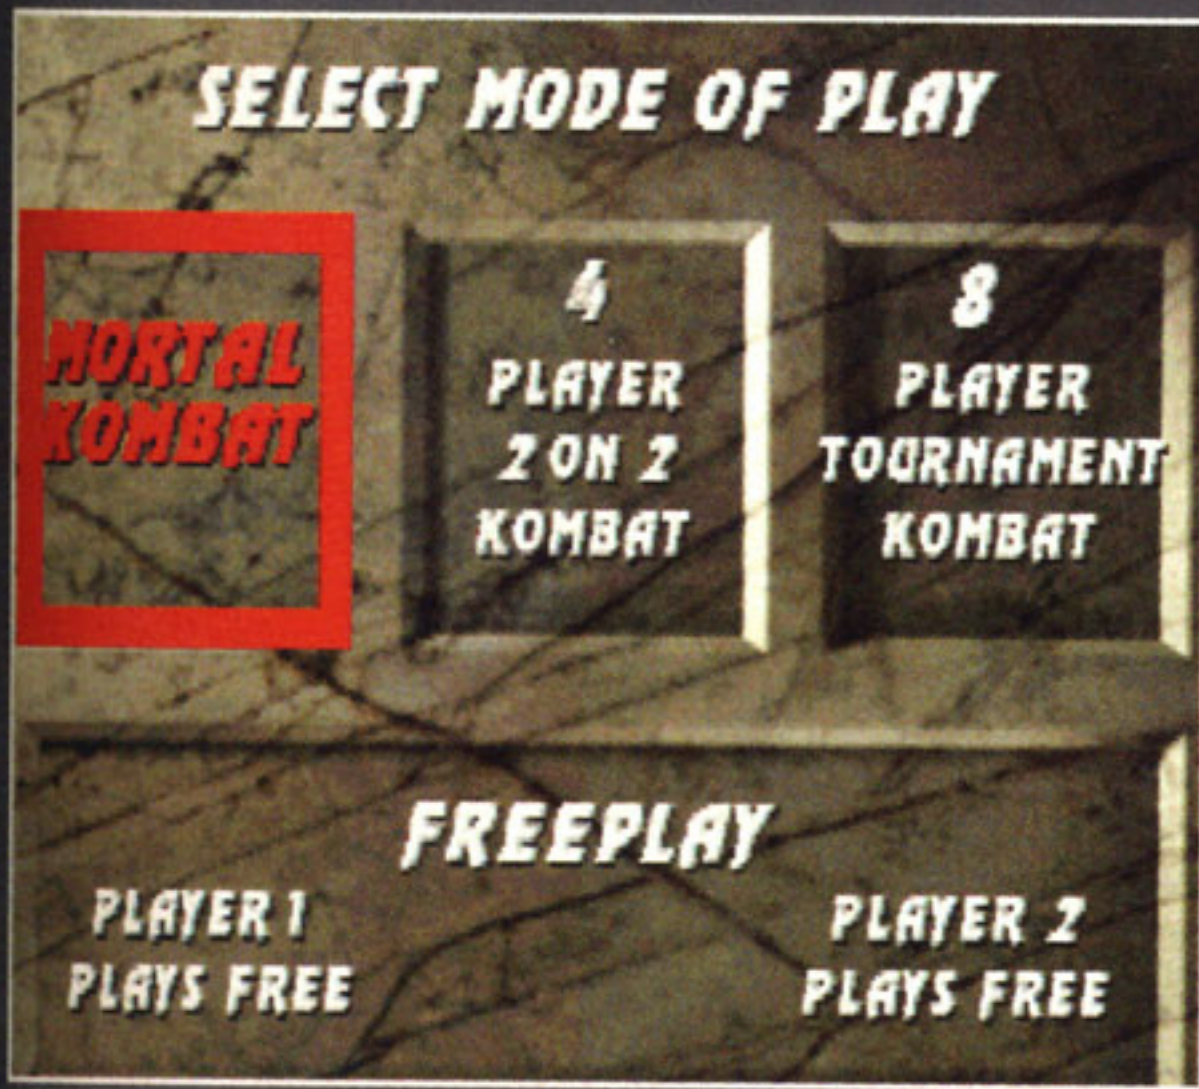 SELECT MODE OF PLAY
MORTAL
KOMBAT
4
PLAYER
2 ON 2
KOMBAT
8
PLAYER
TOURNAMENT
KOMBAT
FREEPLAY
PLAYER 1
PLAYS FREE
PLAYER 2
PLAYS FREE